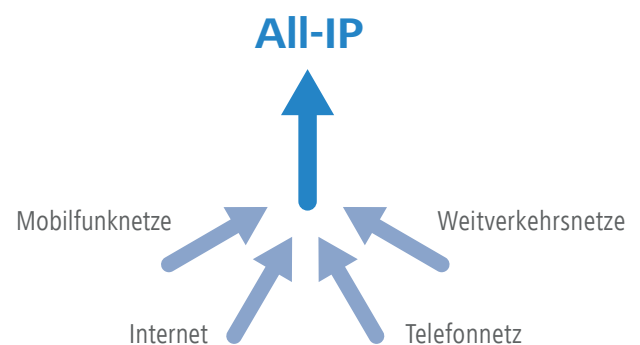 All-IP
Mobilfunknetze
Weitverkehrsnetze
Internet
Telefonnetz